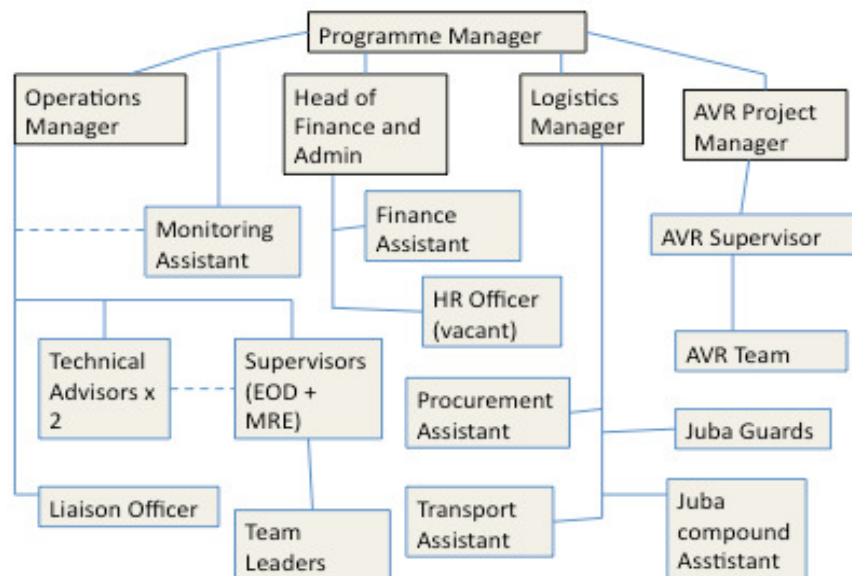 Programme Manager
Operations
Manager
Head of
Finance and
Admin
Logistics
Manager
AVR Project
Manager
Monitoring
Assistant
Finance
Assistant
AVR Supervisor
HR Officer
(vacant)
Technical
Advisors x
2
Supervisors
(EOD +
MRE)
AVR Team
Procurement
Assistant
Juba Guards
Liaison Officer
Team
Leaders
Transport
Assistant
Juba
compound
Asstistant